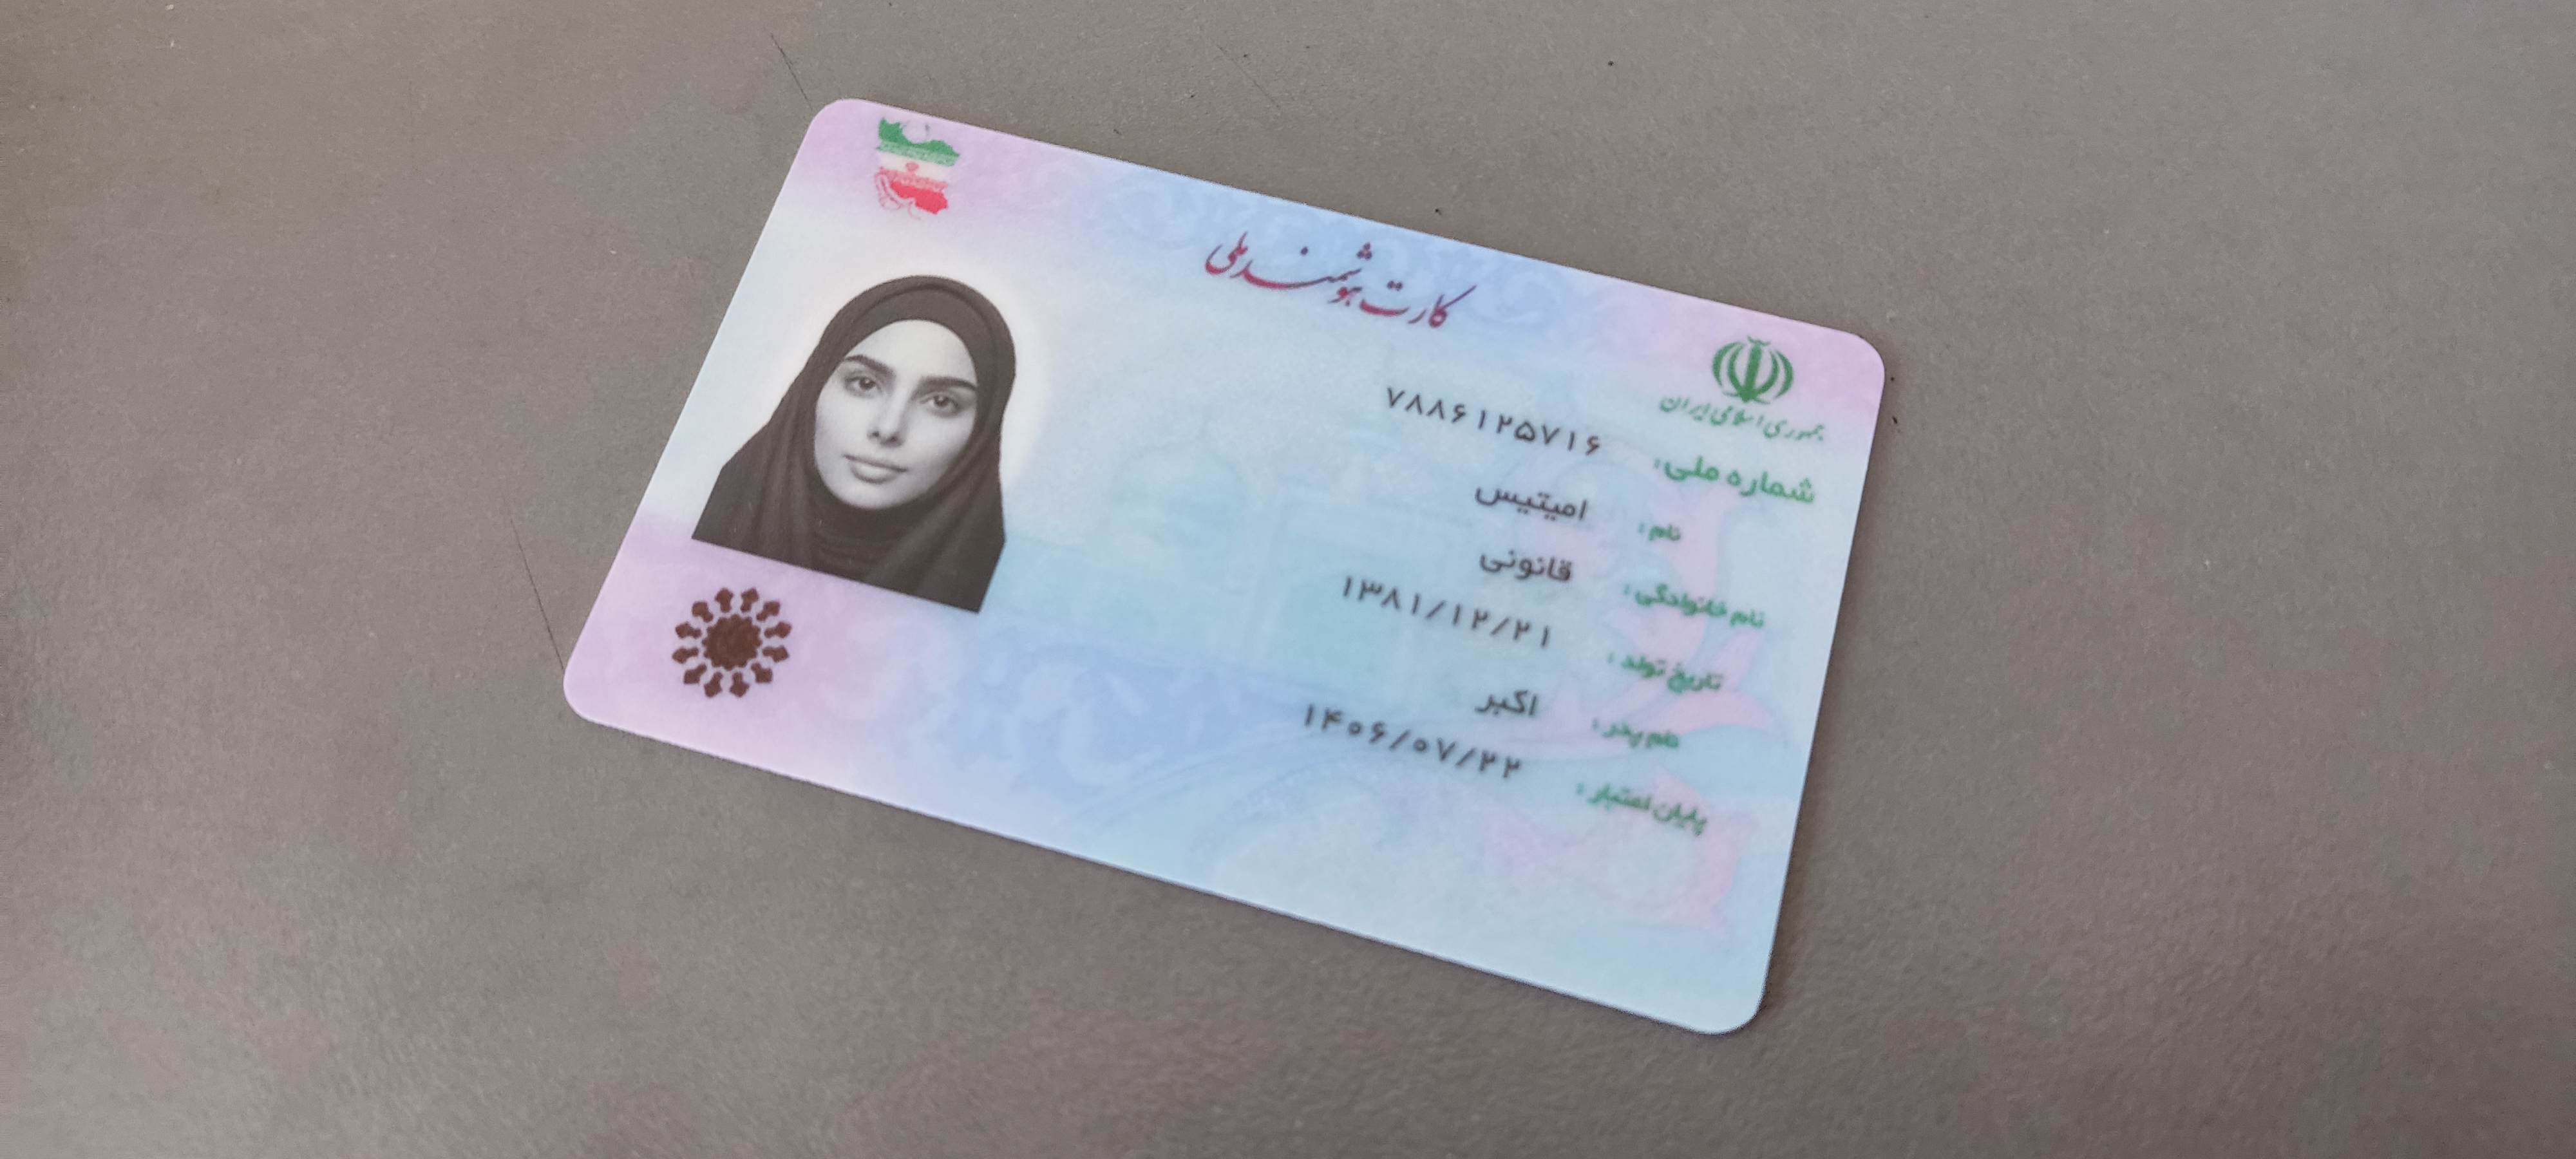 کارت هوشمند ملی
جمهوری اسلامی ایران
شماره ملی: ۷۸۸۶۱۲۵۷۱۶
نام: امیتیس
نام خانوادگی: قانونی
تاریخ تولد: ۱۳۸۱/۱۲/۲۱
نام پدر: اکبر
پایان اعتبار: ۱۴۰۶/۰۷/۲۲